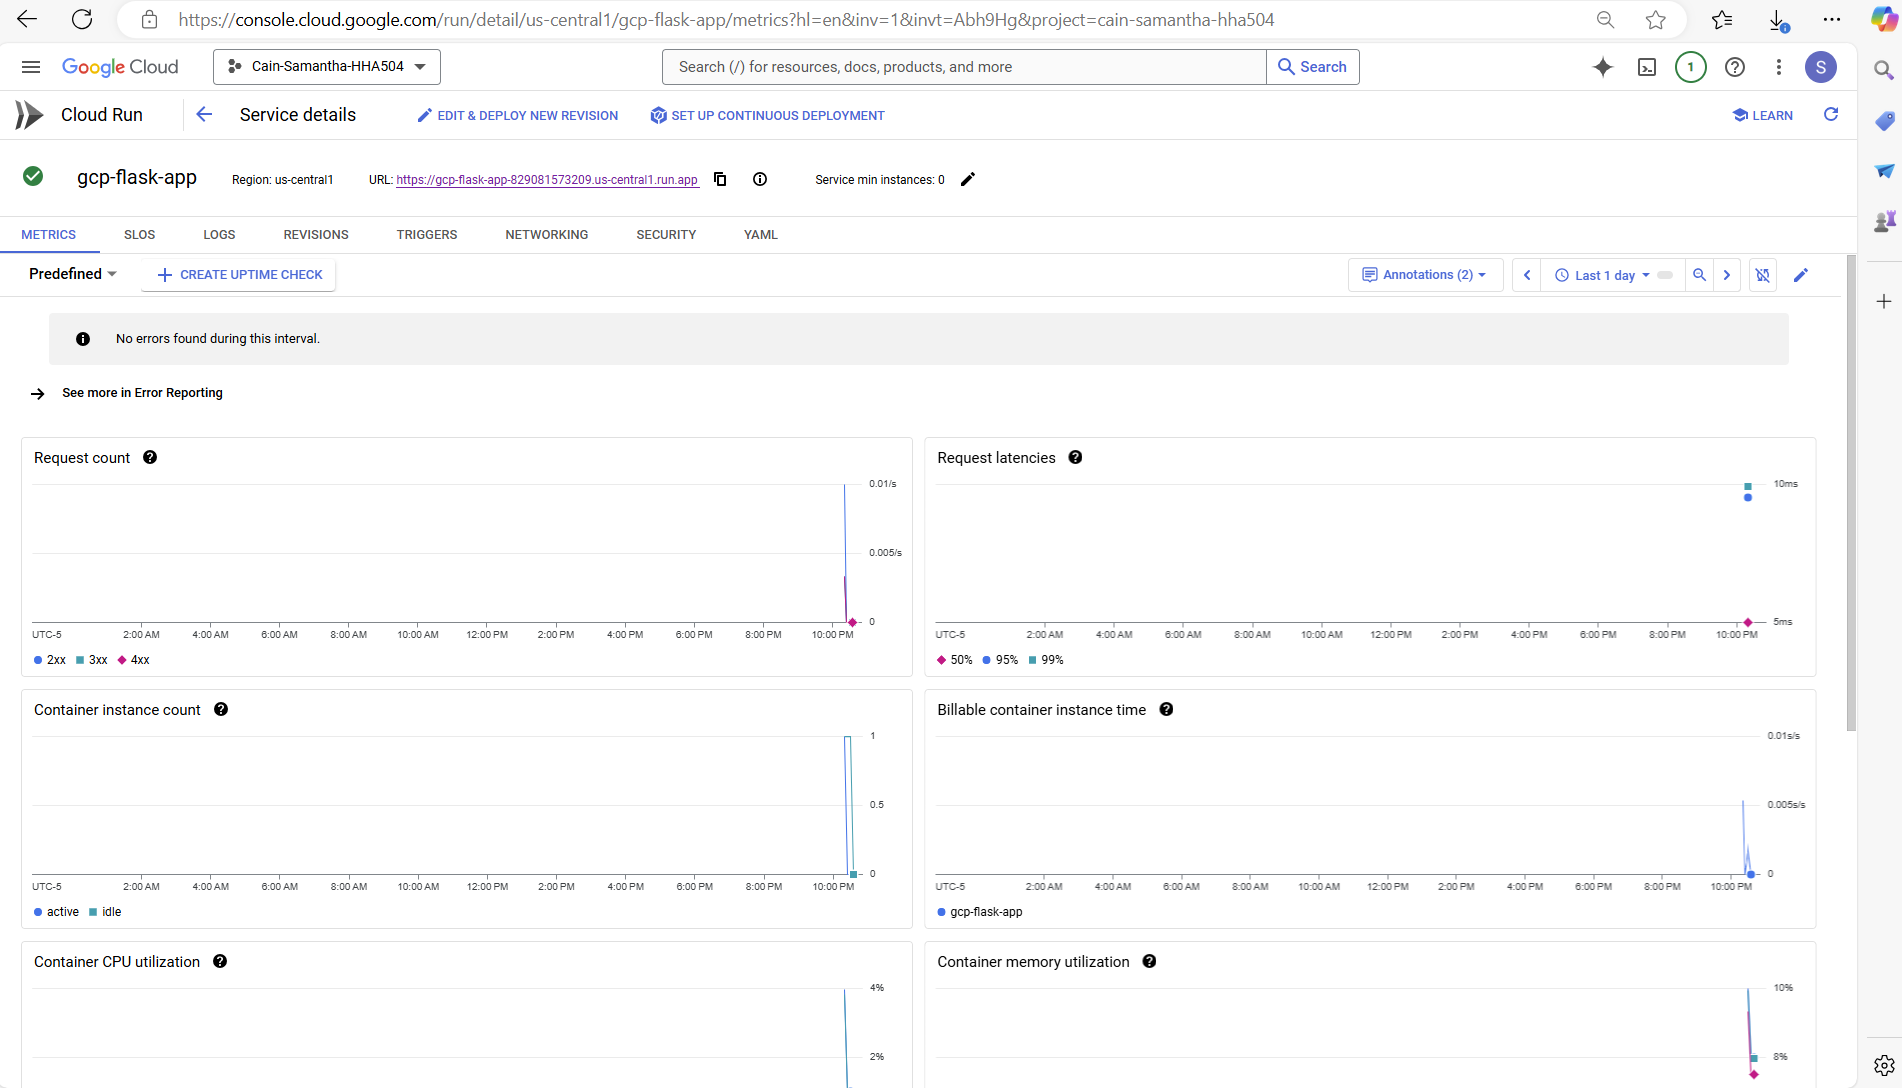 https://console.cloud.google.com/run/detail/us-central1/gcp-flask-app/metrics?hl=en&inv=1&invt=Abh9Hg&project=cain-samantha-hha504
Google Cloud
Cain-Samantha-HHA504
Search (/) for resources, docs, products, and more
Search
1
S
Cloud Run
Service details
EDIT & DEPLOY NEW REVISION
SET UP CONTINUOUS DEPLOYMENT
LEARN
gcp-flask-app
Region: us-central1
URL: https://gcp-flask-app-829081573209.us-central1.run.app
Service min instances: 0
METRICS
SLOS
LOGS
REVISIONS
TRIGGERS
NETWORKING
SECURITY
YAML
Predefined
CREATE UPTIME CHECK
Annotations (2)
Last 1 day
No errors found during this interval.
See more in Error Reporting
Request count
0.01/s
0.005/s
0
UTC-5 2:00 AM 4:00 AM 6:00 AM 8:00 AM 10:00 AM 12:00 PM 2:00 PM 4:00 PM 6:00 PM 8:00 PM 10:00 PM
2xx 3xx 4xx
Request latencies
10ms
5ms
UTC-5 2:00 AM 4:00 AM 6:00 AM 8:00 AM 10:00 AM 12:00 PM 2:00 PM 4:00 PM 6:00 PM 8:00 PM 10:00 PM
50% 95% 99%
Container instance count
1
0.5
0
UTC-5 2:00 AM 4:00 AM 6:00 AM 8:00 AM 10:00 AM 12:00 PM 2:00 PM 4:00 PM 6:00 PM 8:00 PM 10:00 PM
active idle
Billable container instance time
0.01s/s
0.005s/s
0
UTC-5 2:00 AM 4:00 AM 6:00 AM 8:00 AM 10:00 AM 12:00 PM 2:00 PM 4:00 PM 6:00 PM 8:00 PM 10:00 PM
gcp-flask-app
Container CPU utilization
4%
2%
Container memory utilization
10%
8%